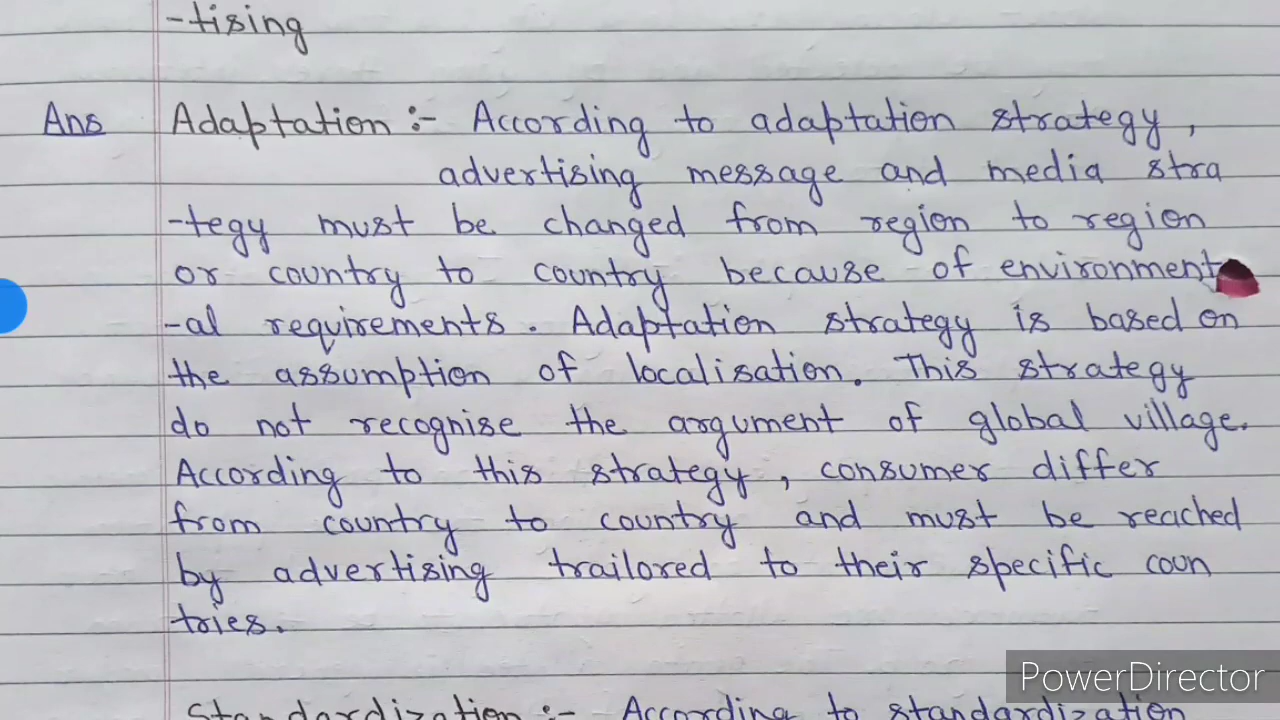 -tising
Ans Adaptation :- According to adaptation strategy,
advertising message and media stra
-tegy must be changed from region to region
or country to country because of environment
-al requirements. Adaptation strategy is based on
the assumption of localisation. This strategy
do not recognise the argument of global village.
According to this strategy, consumer differ
from country to country and must be reached
by advertising trailored to their specific coun
tries.
PowerDirector
Standardization :- According to standardization